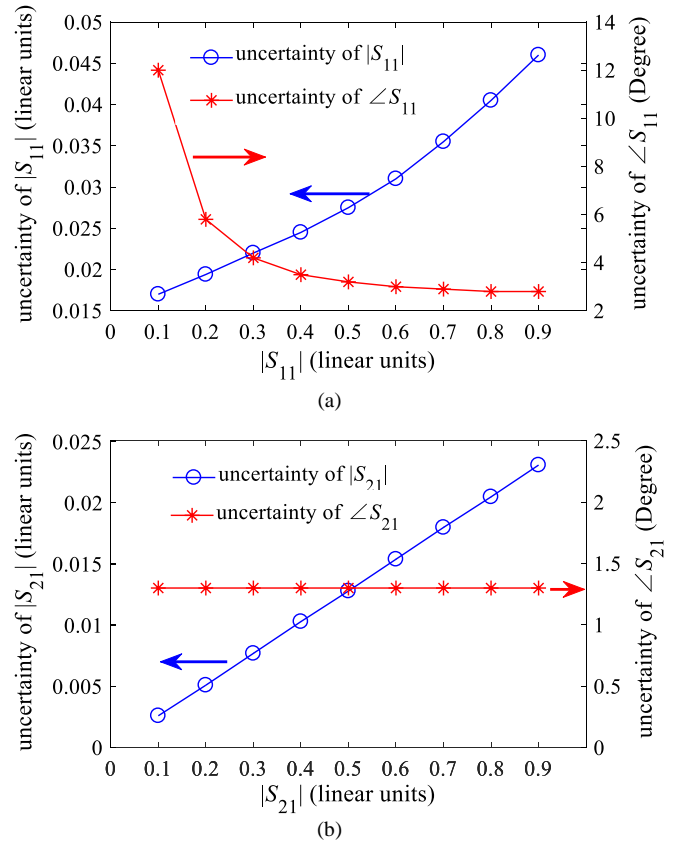 0.05
0.045
0.04
0.035
0.03
0.025
0.02
0.015
uncertainty of |S11| (linear units)
uncertainty of |S11|
uncertainty of ∠S11
14
12
10
8
6
4
2
uncertainty of ∠S11 (Degree)
0 0.1 0.2 0.3 0.4 0.5 0.6 0.7 0.8 0.9
|S11| (linear units)
(a)
0.025
0.02
0.015
0.01
0.005
0
uncertainty of |S21| (linear units)
uncertainty of |S21|
uncertainty of ∠S21
2.5
2
1.5
1
0.5
0
uncertainty of ∠S21 (Degree)
0 0.1 0.2 0.3 0.4 0.5 0.6 0.7 0.8 0.9
|S21| (linear units)
(b)